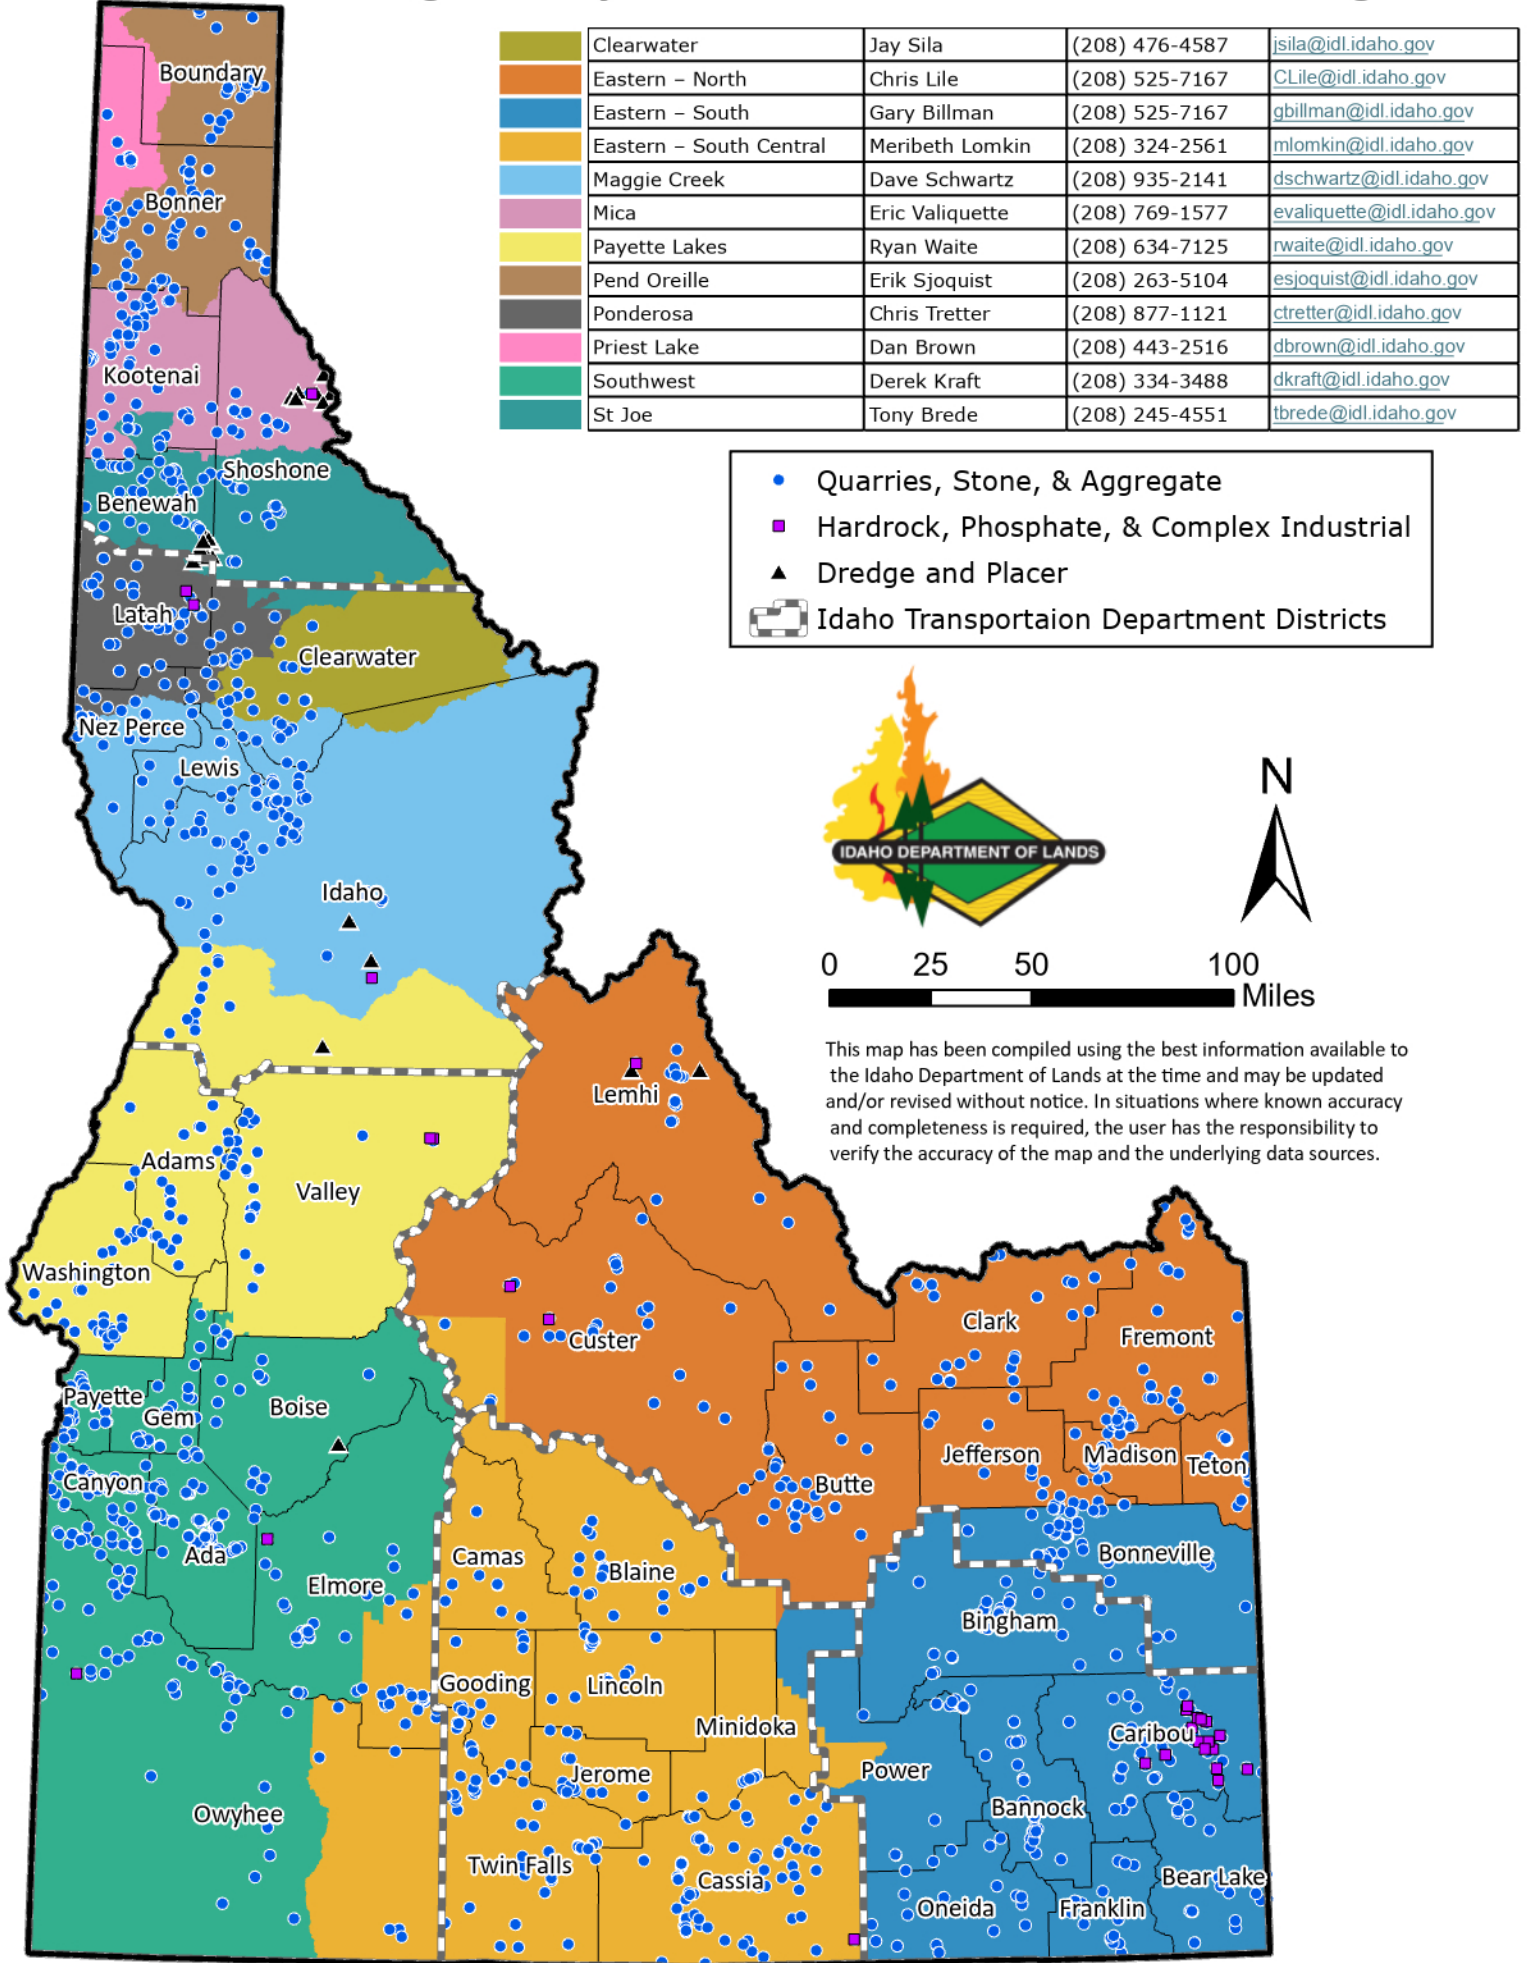 Clearwater Jay Sila (208) 476-4587 jsila@idl.idaho.gov
Eastern – North Chris Lile (208) 525-7167 CLile@idl.idaho.gov
Eastern – South Gary Billman (208) 525-7167 gbillman@idl.idaho.gov
Eastern – South Central Meribeth Lomkin (208) 324-2561 mlomkin@idl.idaho.gov
Maggie Creek Dave Schwartz (208) 935-2141 dschwartz@idl.idaho.gov
Mica Eric Valiquette (208) 769-1577 evaliquette@idl.idaho.gov
Payette Lakes Ryan Waite (208) 634-7125 rwaite@idl.idaho.gov
Pend Oreille Erik Sjoquist (208) 263-5104 esjoquist@idl.idaho.gov
Ponderosa Chris Tretter (208) 877-1121 ctretter@idl.idaho.gov
Priest Lake Dan Brown (208) 443-2516 dbrown@idl.idaho.gov
Southwest Derek Kraft (208) 334-3488 dkraft@idl.idaho.gov
St Joe Tony Brede (208) 245-4551 tbrede@idl.idaho.gov
Quarries, Stone, & Aggregate
Hardrock, Phosphate, & Complex Industrial
Dredge and Placer
Idaho Transportaion Department Districts
IDAHO DEPARTMENT OF LANDS
N
0 25 50 100
Miles
This map has been compiled using the best information available to
the Idaho Department of Lands at the time and may be updated
and/or revised without notice. In situations where known accuracy
and completeness is required, the user has the responsibility to
verify the accuracy of the map and the underlying data sources.
Boundary
Bonner
Kootenai
Shoshone
Benewah
Latah
Clearwater
Nez Perce
Lewis
Idaho
Lemhi
Adams
Valley
Washington
Custer
Clark
Fremont
Payette
Gem
Boise
Jefferson
Madison
Teton
Canyon
Butte
Ada
Elmore
Camas
Blaine
Bonneville
Bingham
Gooding
Lincoln
Minidoka
Caribou
Jerome
Power
Owyhee
Bannock
Twin Falls
Cassia
Oneida
Franklin
Bear Lake